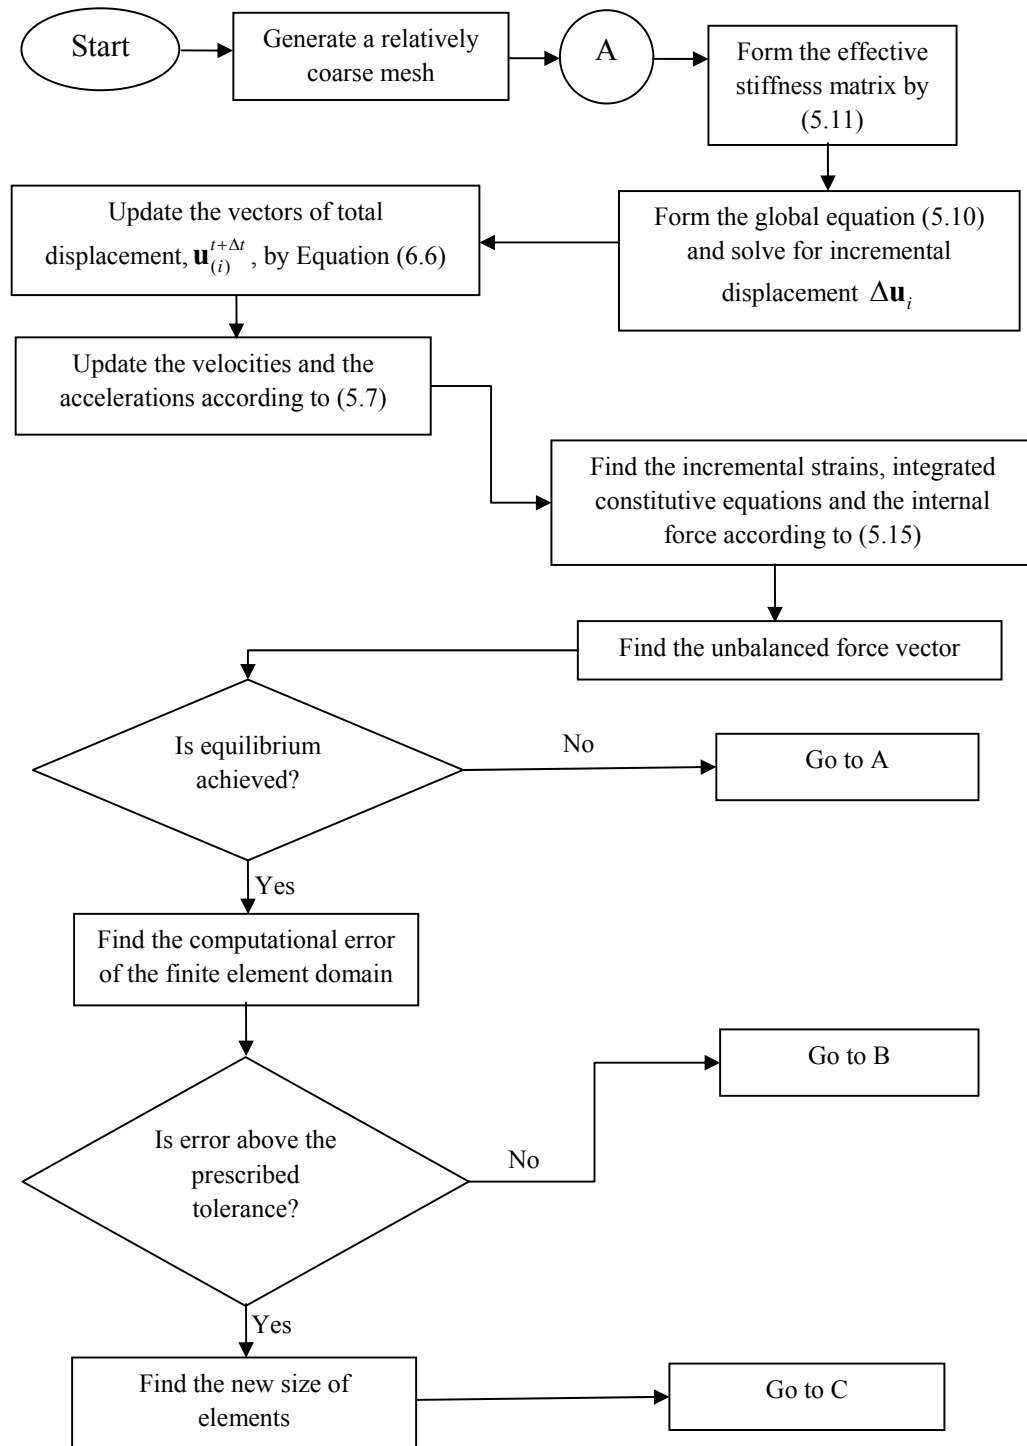 Start
Generate a relatively
coarse mesh
A
Form the effective
stiffness matrix by
(5.11)
Form the global equation (5.10)
and solve for incremental
displacement Δu_i
Update the vectors of total
displacement, u_{(i)}^{t+Δt}, by Equation (6.6)
Update the velocities and the
accelerations according to (5.7)
Find the incremental strains, integrated
constitutive equations and the internal
force according to (5.15)
Find the unbalanced force vector
Is equilibrium
achieved?
No
Go to A
Yes
Find the computational error
of the finite element domain
Is error above the
prescribed
tolerance?
No
Go to B
Yes
Find the new size of
elements
Go to C